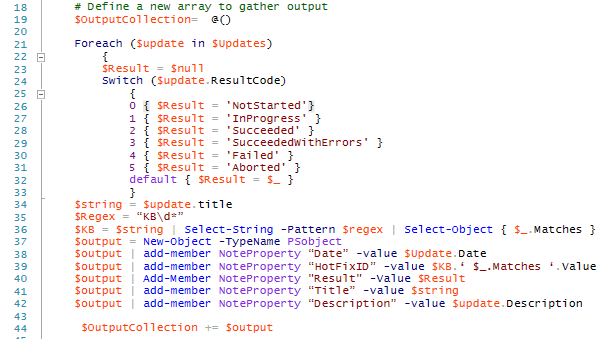 18 # Define a new array to gather output
19 $OutputCollection= @()
20
21 Foreach ($update in $Updates)
22 {
23 $Result = $null
24 Switch ($update.ResultCode)
25 {
26 0 { $Result = 'NotStarted'}
27 1 { $Result = 'InProgress' }
28 2 { $Result = 'Succeeded' }
29 3 { $Result = 'SucceededWithErrors' }
30 4 { $Result = 'Failed' }
31 5 { $Result = 'Aborted' }
32 default { $Result = $_ }
33 }
34 $string = $update.title
35 $Regex = “KB\d*”
36 $KB = $string | Select-String -Pattern $regex | Select-Object { $_.Matches }
37 $output = New-Object -TypeName PSobject
38 $output | add-member NoteProperty “Date” -value $Update.Date
39 $output | add-member NoteProperty “HotFixID” -value $KB.‘ $_.Matches ‘.Value
40 $output | Add-Member NoteProperty "Result" -Value $Result
41 $output | add-member NoteProperty “Title” -value $string
42 $output | add-member NoteProperty “Description” -value $update.Description
43
44 $OutputCollection += $output